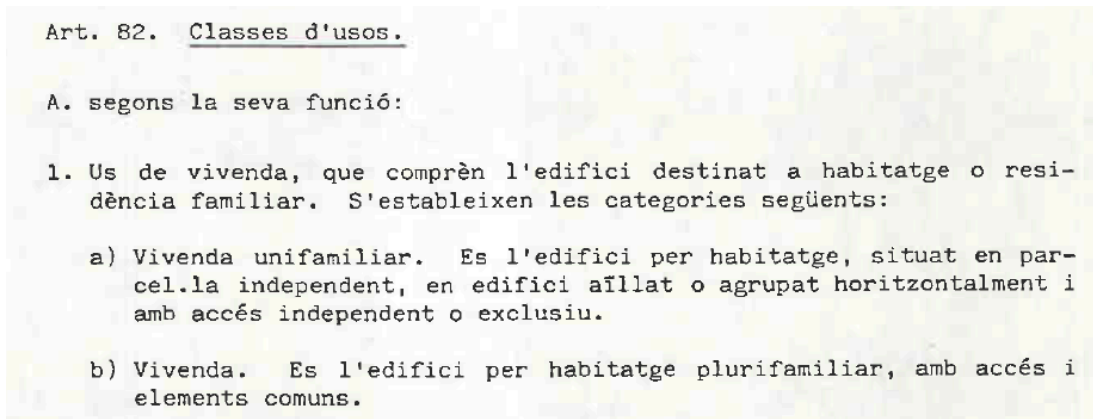 Art. 82. Classes d'usos.
A. segons la seva funció:
1. Us de vivenda, que comprèn l'edifici destinat a habitatge o resi-
dència familiar. S'estableixen les categories següents:
a) Vivenda unifamiliar. Es l'edifici per habitatge, situat en par-
cel.la independent, en edifici aïllat o agrupat horitzontalment i
amb accés independent o exclusiu.
b) Vivenda. Es l'edifici per habitatge plurifamiliar, amb accés i
elements comuns.